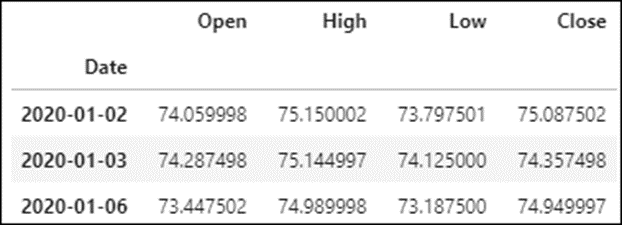 Open High Low Close
Date
2020-01-02 74.059998 75.150002 73.797501 75.087502
2020-01-03 74.287498 75.144997 74.125000 74.357498
2020-01-06 73.447502 74.989998 73.187500 74.949997